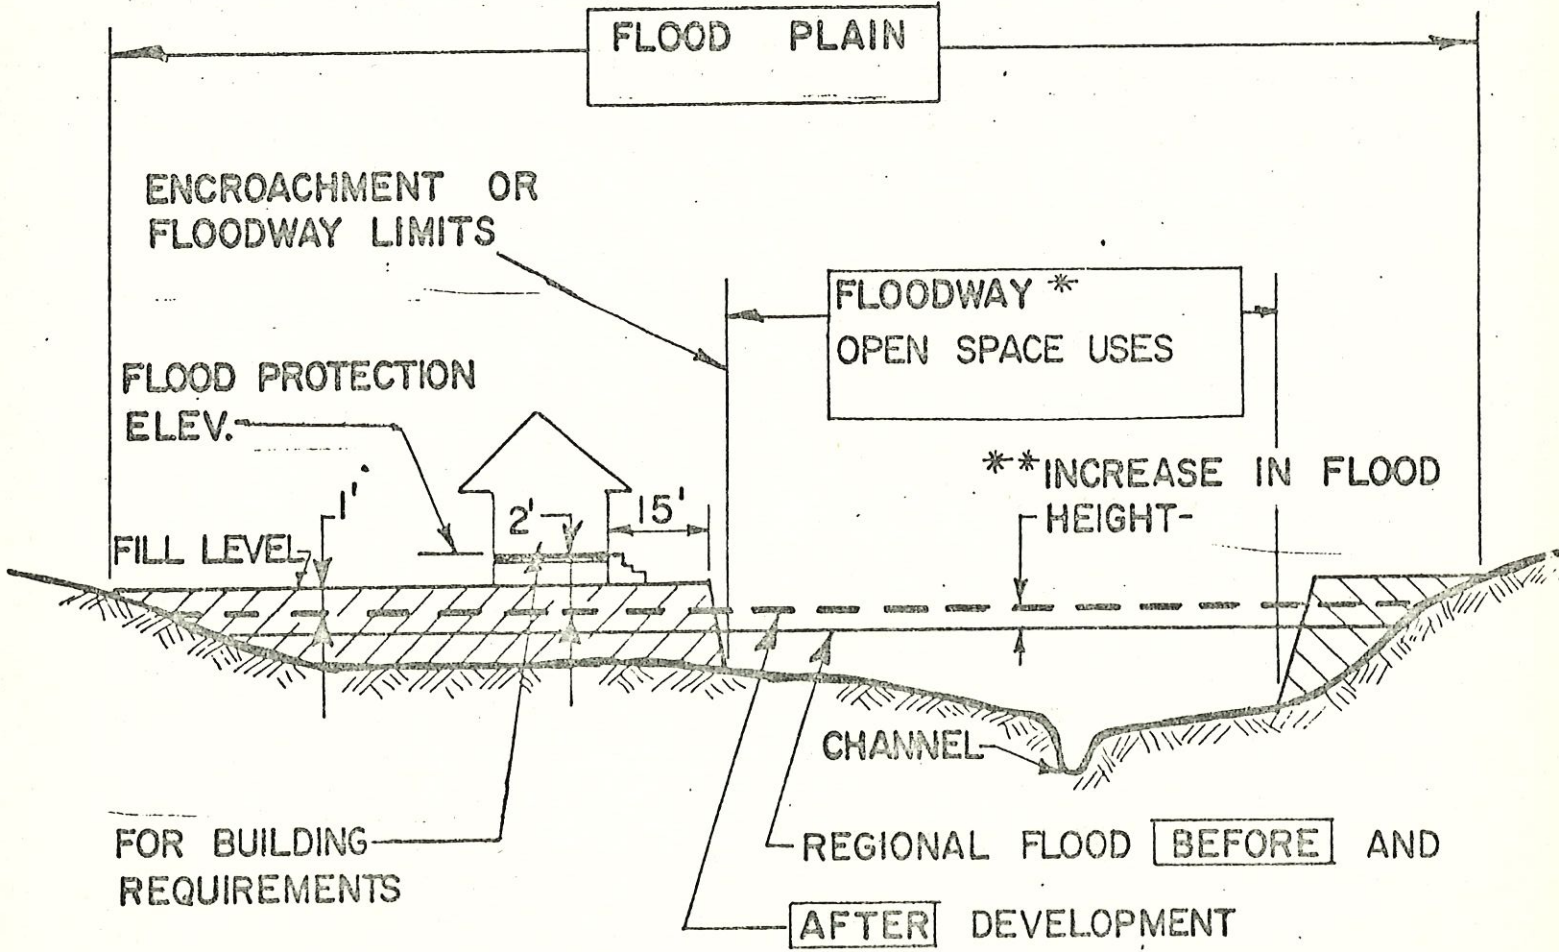 FLOOD PLAIN
ENCROACHMENT OR
FLOODWAY LIMITS
FLOODWAY *
OPEN SPACE USES
FLOOD PROTECTION
ELEV.
**INCREASE IN FLOOD
HEIGHT-
1'
2'
15'
FILL LEVEL
CHANNEL
FOR BUILDING
REQUIREMENTS
REGIONAL FLOOD BEFORE AND
AFTER DEVELOPMENT